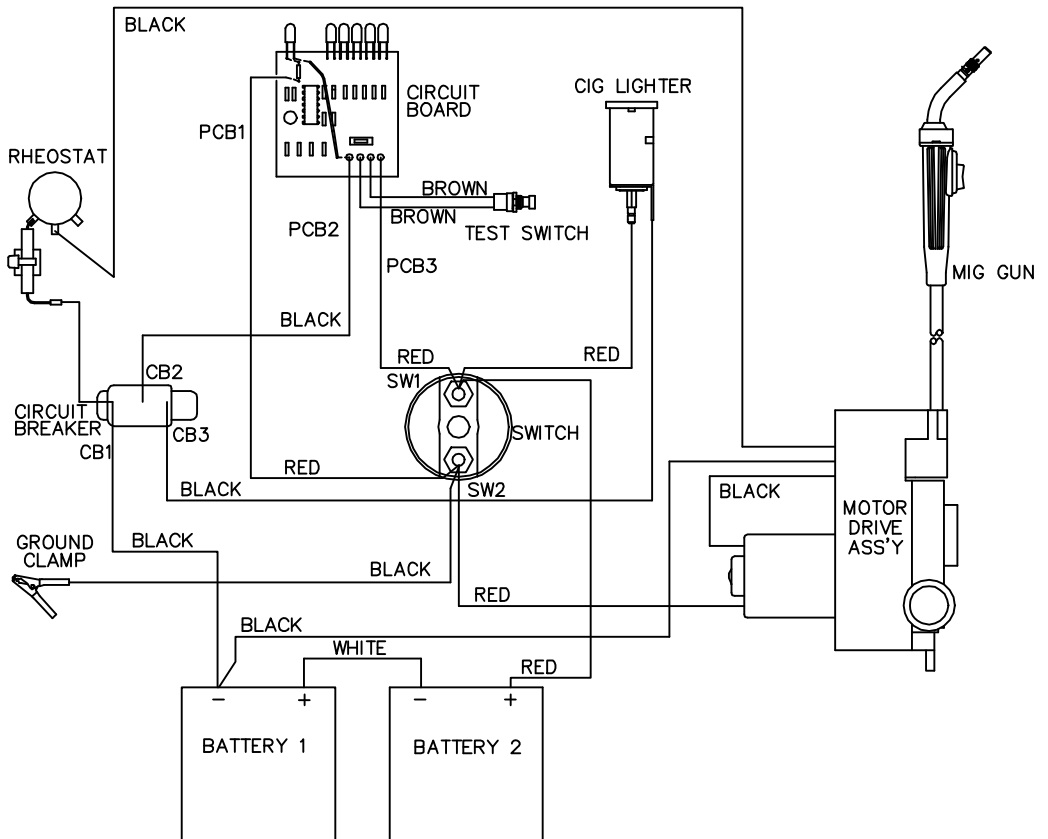 BLACK
CIG LIGHTER
CIRCUIT
BOARD
PCB1
RHEOSTAT
BROWN
BROWN
TEST SWITCH
PCB2
PCB3
MIG GUN
BLACK
RED
RED
CB2
SW1
CIRCUIT
BREAKER
CB3
SWITCH
CB1
RED
BLACK
SW2
BLACK
MOTOR
DRIVE
ASS'Y
GROUND
CLAMP
BLACK
BLACK
RED
BLACK
WHITE
RED
− + − +
BATTERY 1
BATTERY 2